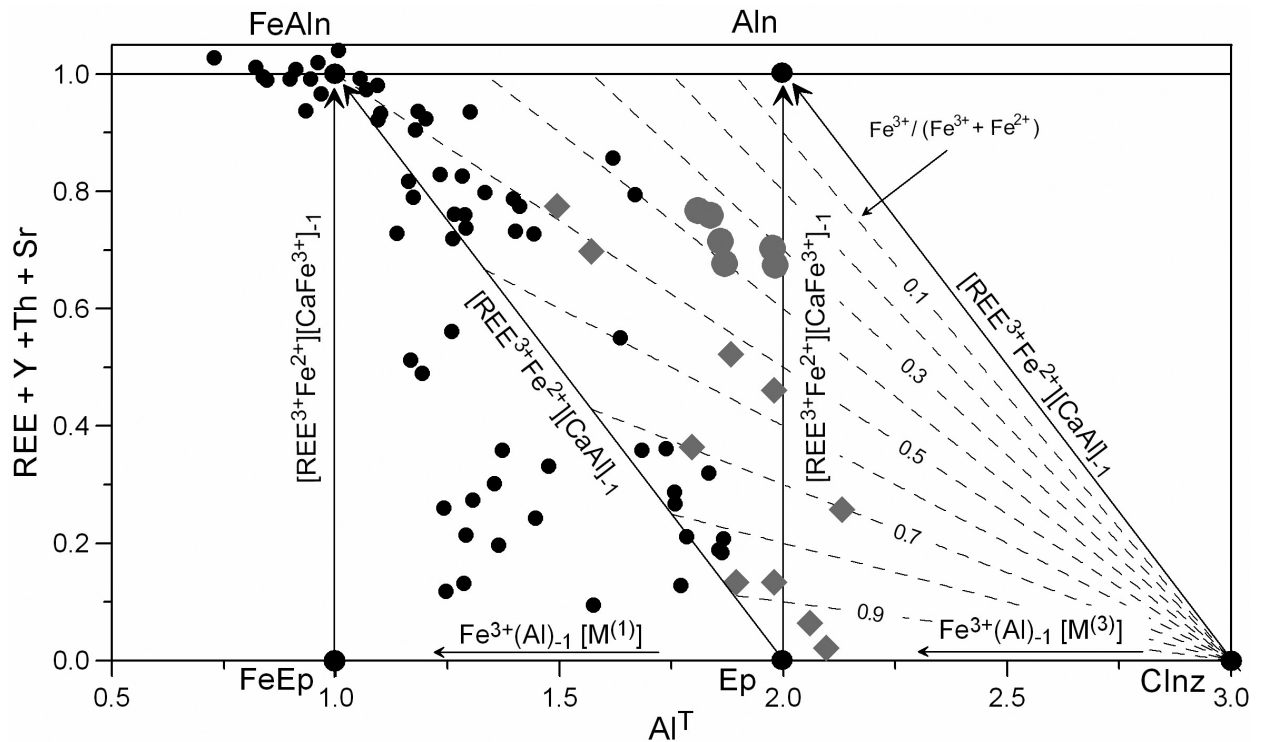 FeAln
Aln
1.0
0.8
0.6
0.4
0.2
0.0
REE + Y +Th + Sr
Fe³⁺/ (Fe³⁺ + Fe²⁺)
[REE³⁺Fe²⁺][CaFe³⁺]₋₁
[REE³⁺Fe²⁺][CaAl]₋₁
[REE³⁺Fe²⁺][CaFe³⁺]₋₁
[REE³⁺Fe²⁺][CaAl]₋₁
0.1
0.3
0.5
0.7
0.9
Fe³⁺(Al)₋₁ [M⁽¹⁾]
Fe³⁺(Al)₋₁ [M⁽³⁾]
FeEp
Ep
Clnz
0.5
1.0
1.5
2.0
2.5
3.0
Alᵀ